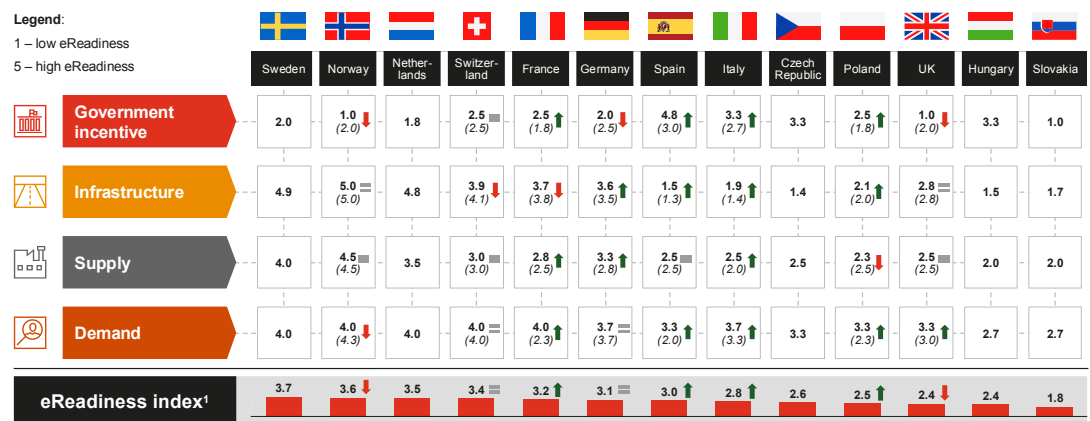 Legend:
1 – low eReadiness
5 – high eReadiness
Sweden Norway Nether-lands Switzer-land France Germany Spain Italy Czech Republic Poland UK Hungary Slovakia
Government incentive
2.0 1.0 (2.0) 1.8 2.5 (2.5) 2.5 (1.8) 2.0 (2.5) 4.8 (3.0) 3.3 (2.7) 3.3 2.5 (1.8) 1.0 (2.0) 3.3 1.0
Infrastructure
4.9 5.0 (5.0) 4.8 3.9 (4.1) 3.7 (3.8) 3.6 (3.5) 1.5 (1.3) 1.9 (1.4) 1.4 2.1 (2.0) 2.8 (2.8) 1.5 1.7
Supply
4.0 4.5 (4.5) 3.5 3.0 (3.0) 2.8 (2.5) 3.3 (2.8) 2.5 (2.5) 2.5 (2.0) 2.5 2.3 (2.5) 2.5 (2.5) 2.0 2.0
Demand
4.0 4.0 (4.3) 4.0 4.0 (4.0) 4.0 (2.3) 3.7 (3.7) 3.3 (2.0) 3.7 (3.3) 3.3 3.3 (2.3) 3.3 (3.0) 2.7 2.7
eReadiness index¹
3.7 3.6 3.5 3.4 3.2 3.1 3.0 2.8 2.6 2.5 2.4 2.4 1.8